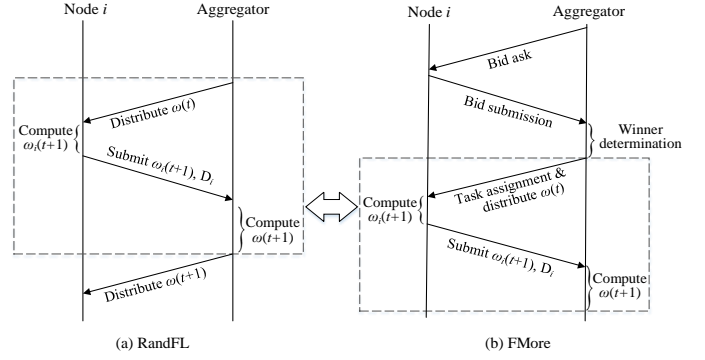 Node i
Aggregator
Distribute ω(t)
Compute
ωi(t+1)
Submit ωi(t+1), Di
Compute
ω(t+1)
Distribute ω(t+1)
(a) RandFL
Node i
Aggregator
Bid ask
Bid submission
Winner
determination
Task assignment &
distribute ω(t)
Compute
ωi(t+1)
Submit ωi(t+1), Di
Compute
ω(t+1)
(b) FMore